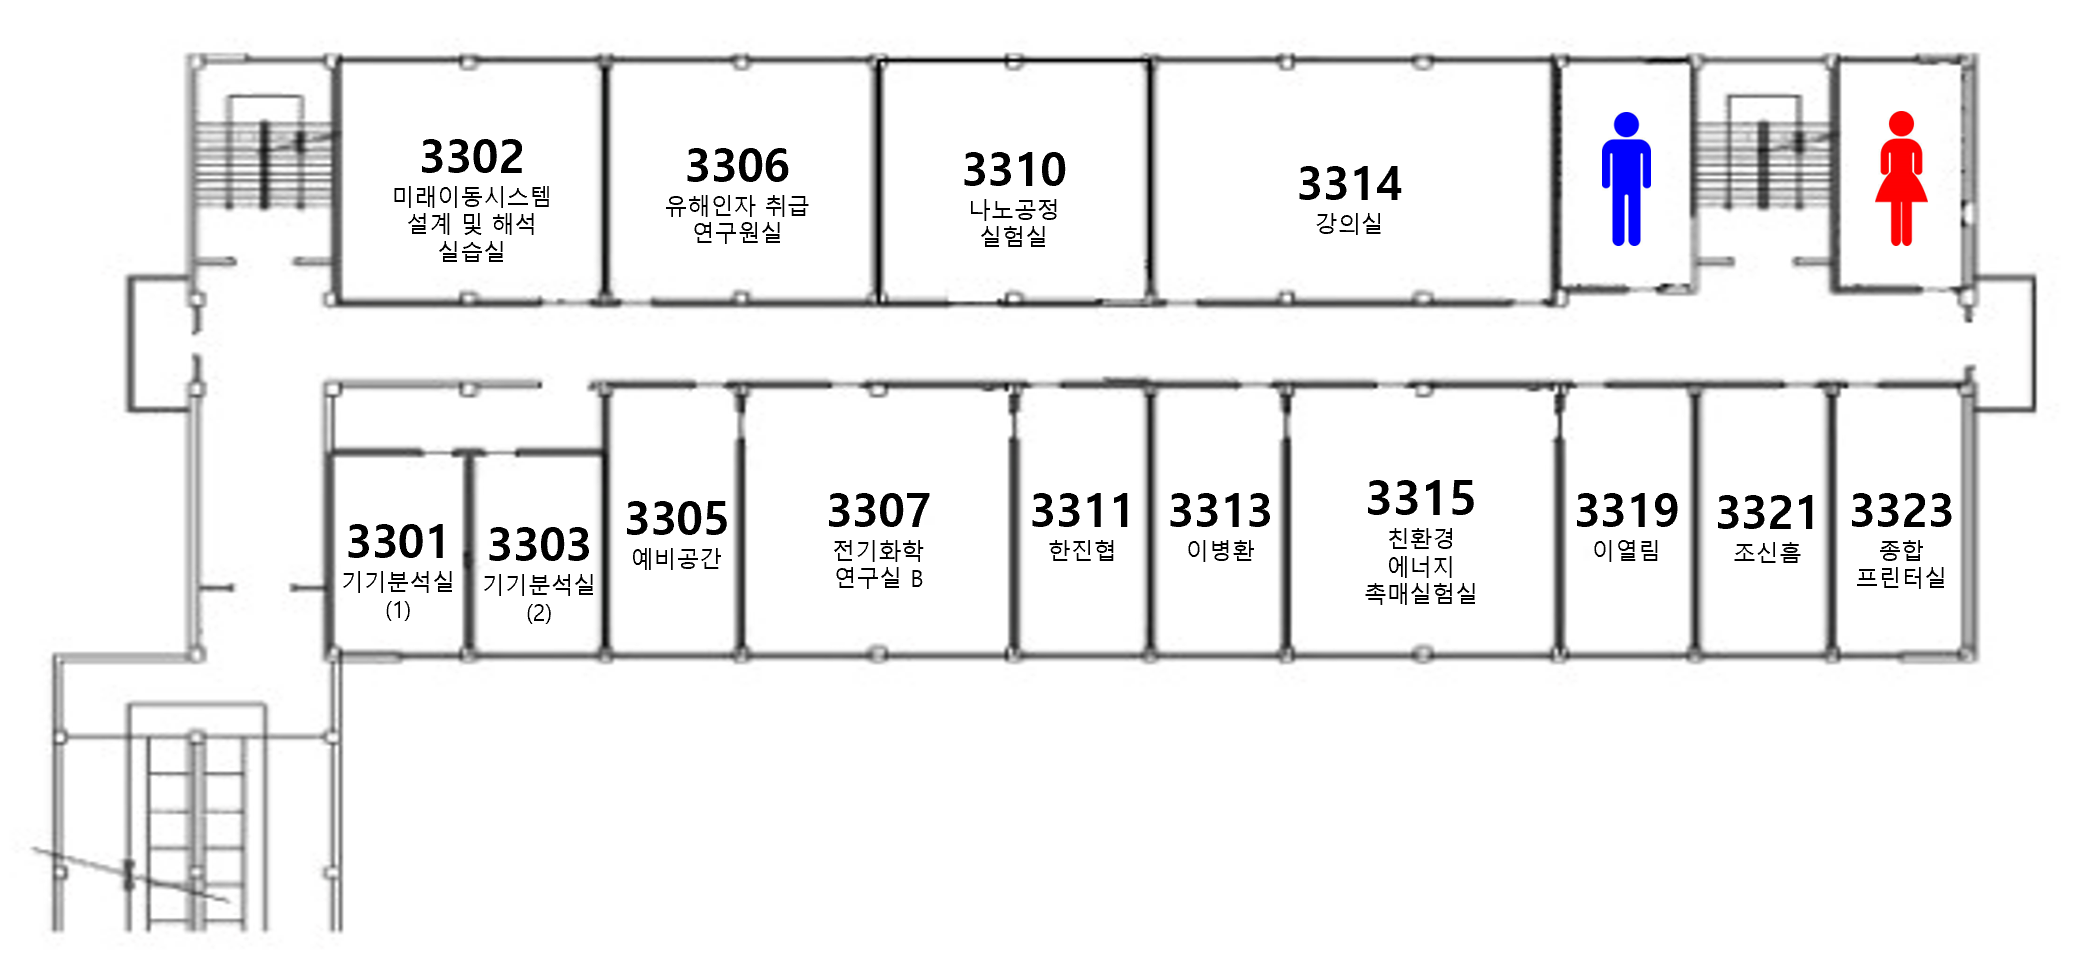 3302
미래이동시스템
설계 및 해석
실습실
3306
유해인자 취급
연구원실
3310
나노공정
실험실
3314
강의실
3301
기기분석실
(1)
3303
기기분석실
(2)
3305
예비공간
3307
전기화학
연구실 B
3311
한진협
3313
이병환
3315
친환경
에너지
촉매실험실
3319
이열림
3321
조신흠
3323
종합
프린터실